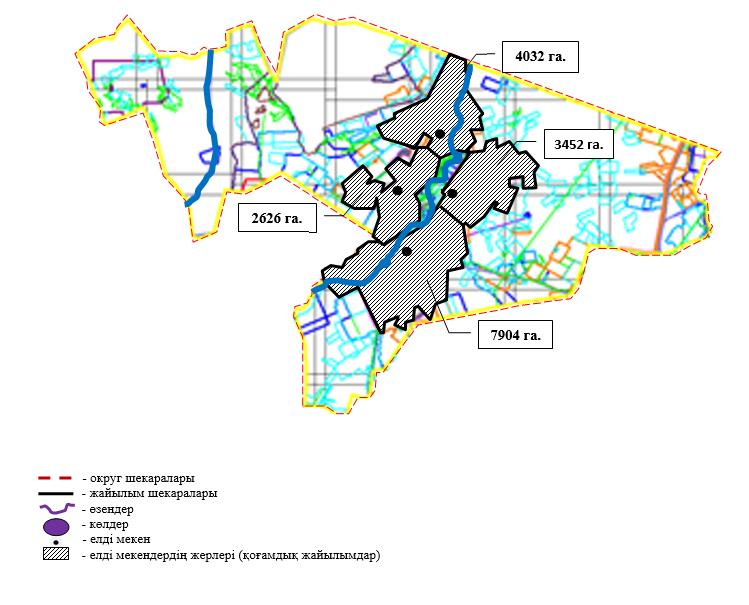 4032 га.
3452 га.
2626 га.
7904 га.
- округ шекаралары
- жайылым шекаралары
- өзендер
- көлдер
- елді мекен
- елді мекендердің жерлері (қоғамдық жайылымдар)